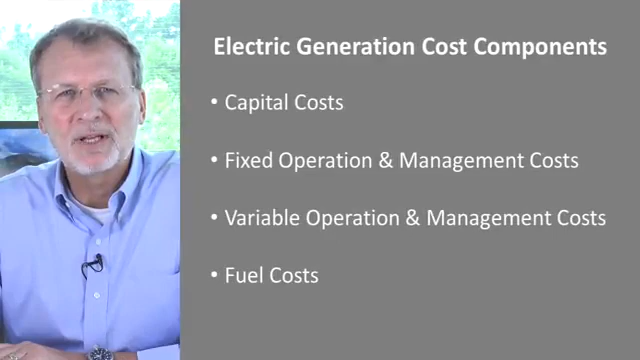 Electric Generation Cost Components
• Capital Costs
• Fixed Operation & Management Costs
• Variable Operation & Management Costs
• Fuel Costs